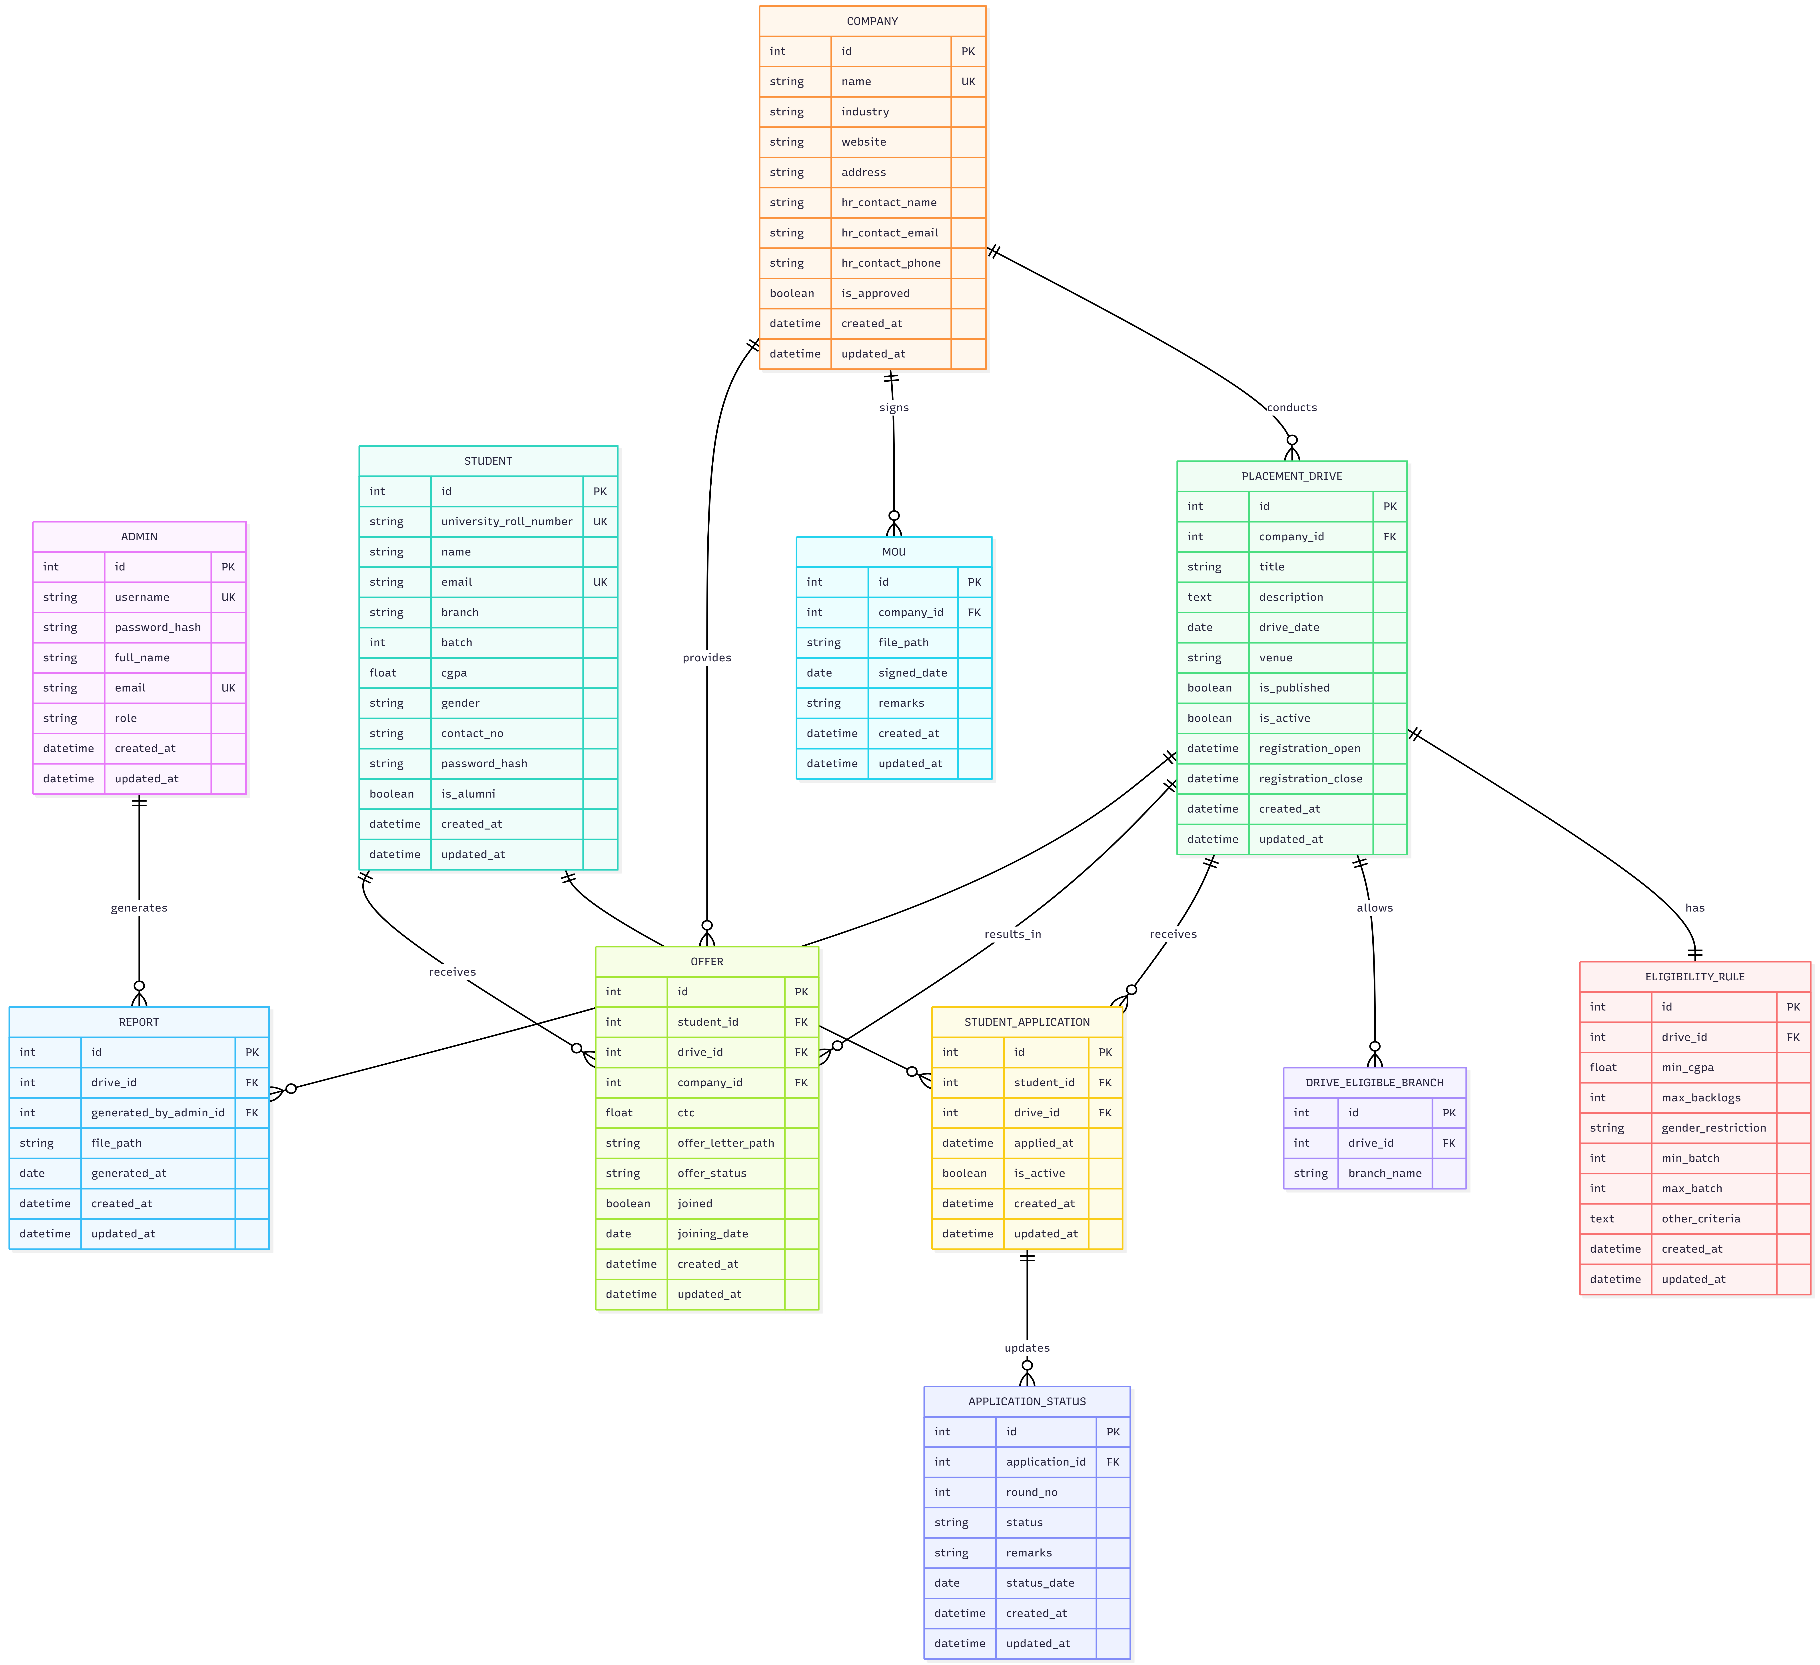 COMPANY
int id PK
string name UK
string industry
string website
string address
string hr_contact_name
string hr_contact_email
string hr_contact_phone
boolean is_approved
datetime created_at
datetime updated_at
signs
conducts
provides
STUDENT
int id PK
string university_roll_number UK
string name
string email UK
string branch
int batch
float cgpa
string gender
string contact_no
string password_hash
boolean is_alumni
datetime created_at
datetime updated_at
PLACEMENT_DRIVE
int id PK
int company_id FK
string title
text description
date drive_date
string venue
boolean is_published
boolean is_active
datetime registration_open
datetime registration_close
datetime created_at
datetime updated_at
ADMIN
int id PK
string username UK
string password_hash
string full_name
string email UK
string role
datetime created_at
datetime updated_at
MOU
int id PK
int company_id FK
string file_path
date signed_date
string remarks
datetime created_at
datetime updated_at
generates
receives
results_in
receives
allows
has
REPORT
int id PK
int drive_id FK
int generated_by_admin_id FK
string file_path
date generated_at
datetime created_at
datetime updated_at
OFFER
int id PK
int student_id FK
int drive_id FK
int company_id FK
float ctc
string offer_letter_path
string offer_status
boolean joined
date joining_date
datetime created_at
datetime updated_at
STUDENT_APPLICATION
int id PK
int student_id FK
int drive_id FK
datetime applied_at
boolean is_active
datetime created_at
datetime updated_at
DRIVE_ELIGIBLE_BRANCH
int id PK
int drive_id FK
string branch_name
ELIGIBILITY_RULE
int id PK
int drive_id FK
float min_cgpa
int max_backlogs
string gender_restriction
int min_batch
int max_batch
text other_criteria
datetime created_at
datetime updated_at
updates
APPLICATION_STATUS
int id PK
int application_id FK
int round_no
string status
string remarks
date status_date
datetime created_at
datetime updated_at